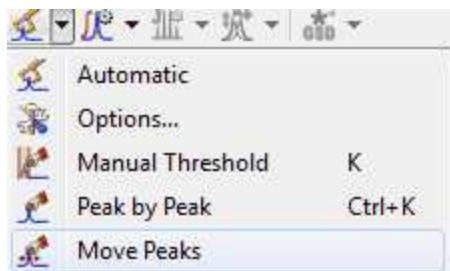 Automatic
Options...
Manual Threshold K
Peak by Peak Ctrl+K
Move Peaks